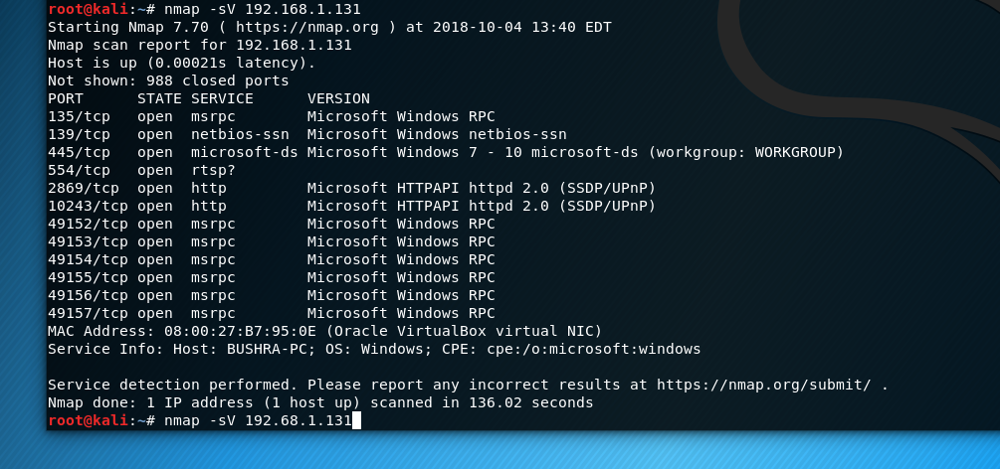 root@kali:~# nmap -sV 192.168.1.131
Starting Nmap 7.70 ( https://nmap.org ) at 2018-10-04 13:40 EDT
Nmap scan report for 192.168.1.131
Host is up (0.00021s latency).
Not shown: 988 closed ports
PORT      STATE SERVICE      VERSION
135/tcp   open  msrpc        Microsoft Windows RPC
139/tcp   open  netbios-ssn  Microsoft Windows netbios-ssn
445/tcp   open  microsoft-ds Microsoft Windows 7 - 10 microsoft-ds (workgroup: WORKGROUP)
554/tcp   open  rtsp?
2869/tcp  open  http         Microsoft HTTPAPI httpd 2.0 (SSDP/UPnP)
10243/tcp open  http         Microsoft HTTPAPI httpd 2.0 (SSDP/UPnP)
49152/tcp open  msrpc        Microsoft Windows RPC
49153/tcp open  msrpc        Microsoft Windows RPC
49154/tcp open  msrpc        Microsoft Windows RPC
49155/tcp open  msrpc        Microsoft Windows RPC
49156/tcp open  msrpc        Microsoft Windows RPC
49157/tcp open  msrpc        Microsoft Windows RPC
MAC Address: 08:00:27:B7:95:0E (Oracle VirtualBox virtual NIC)
Service Info: Host: BUSHRA-PC; OS: Windows; CPE: cpe:/o:microsoft:windows

Service detection performed. Please report any incorrect results at https://nmap.org/submit/ .
Nmap done: 1 IP address (1 host up) scanned in 136.02 seconds
root@kali:~# nmap -sV 192.68.1.131